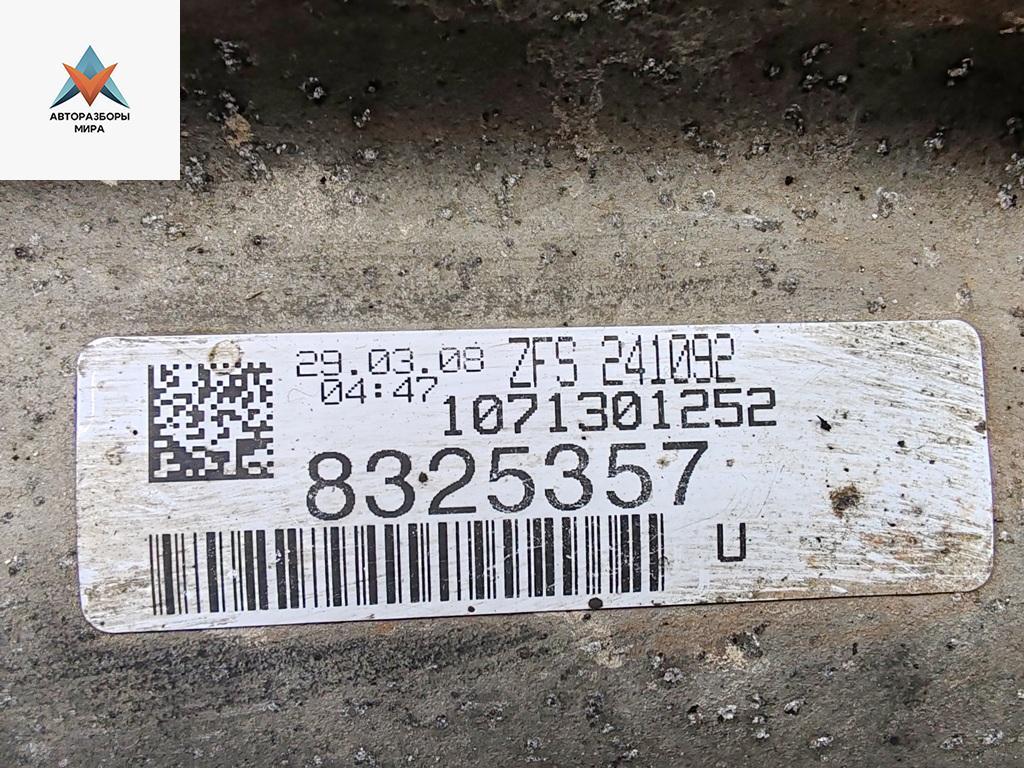 АВТОРАЗБОРЫ
МИРА
29.03.08 ZFS 241092
04:47 1071301252
8325357
U